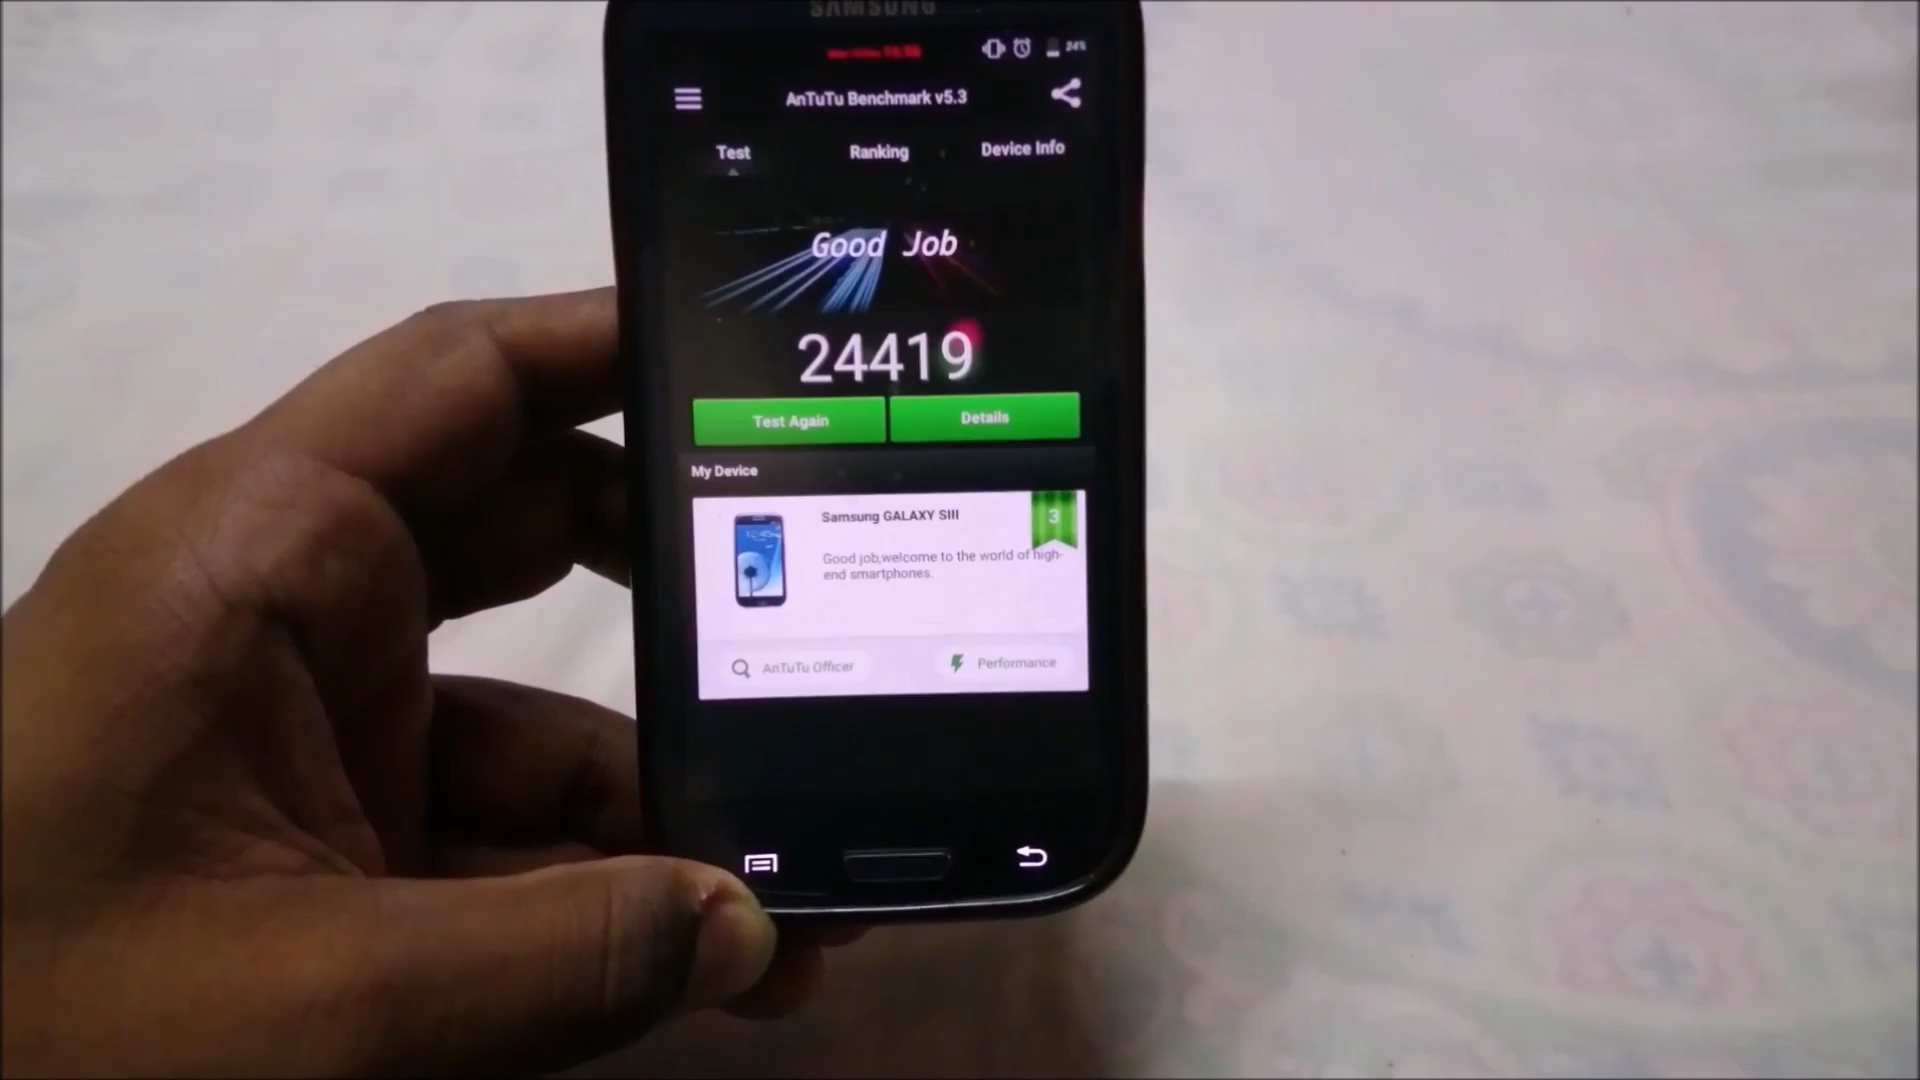 SAMSUNG
24%
AnTuTu Benchmark v5.3
Test Ranking Device Info
Good Job
24419
Test Again Details
My Device
Samsung GALAXY SIII
3
Good job,welcome to the world of high-
end smartphones.
AnTuTu Officer Performance